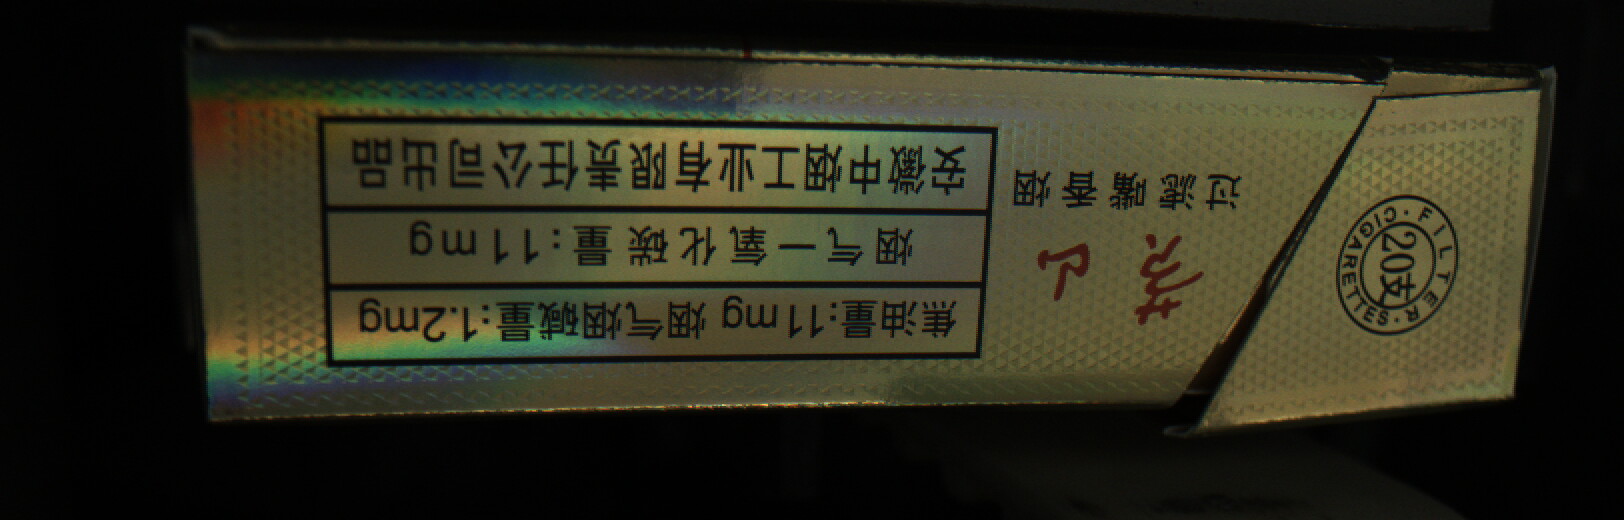 FILTER·CIGARETTES·
20支
黄山
过滤嘴香烟
焦油量:11mg 烟气烟碱量:1.2mg
烟气一氧化碳量:11mg
安徽中烟工业有限责任公司出品